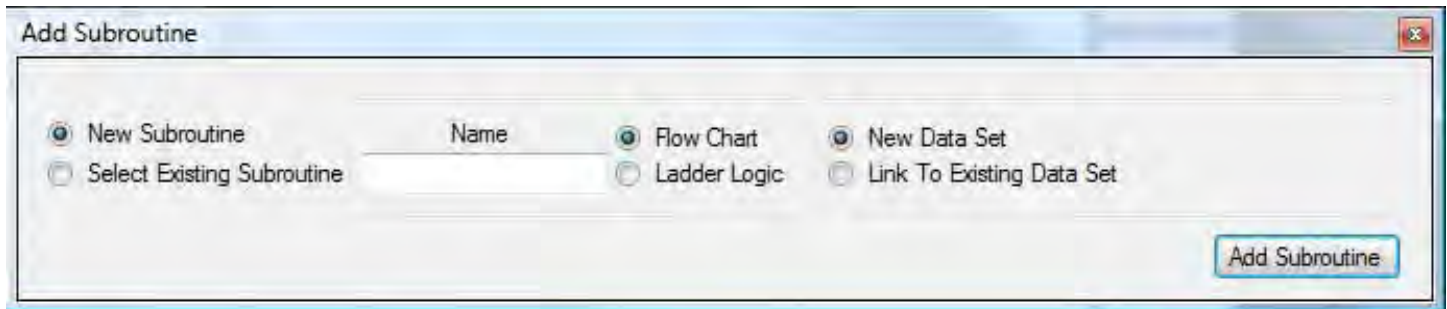 Add Subroutine
New Subroutine
Select Existing Subroutine
Name
Flow Chart
Ladder Logic
New Data Set
Link To Existing Data Set
Add Subroutine